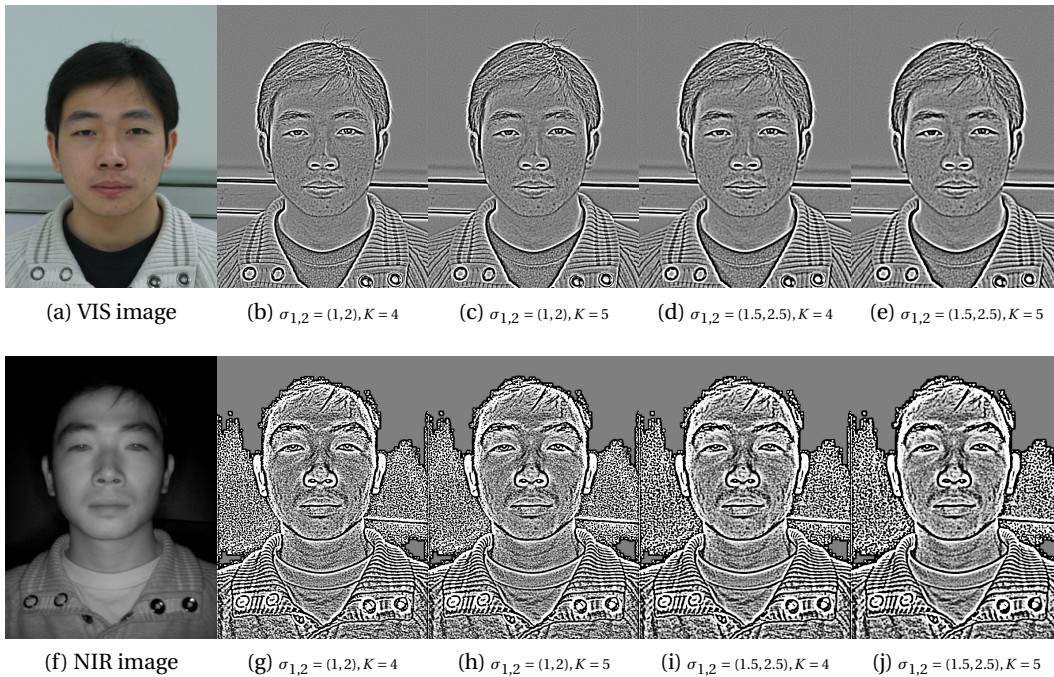 (a) VIS image (b) σ1,2 = (1,2), K = 4 (c) σ1,2 = (1,2), K = 5 (d) σ1,2 = (1.5,2.5), K = 4 (e) σ1,2 = (1.5,2.5), K = 5
(f) NIR image (g) σ1,2 = (1,2), K = 4 (h) σ1,2 = (1,2), K = 5 (i) σ1,2 = (1.5,2.5), K = 4 (j) σ1,2 = (1.5,2.5), K = 5